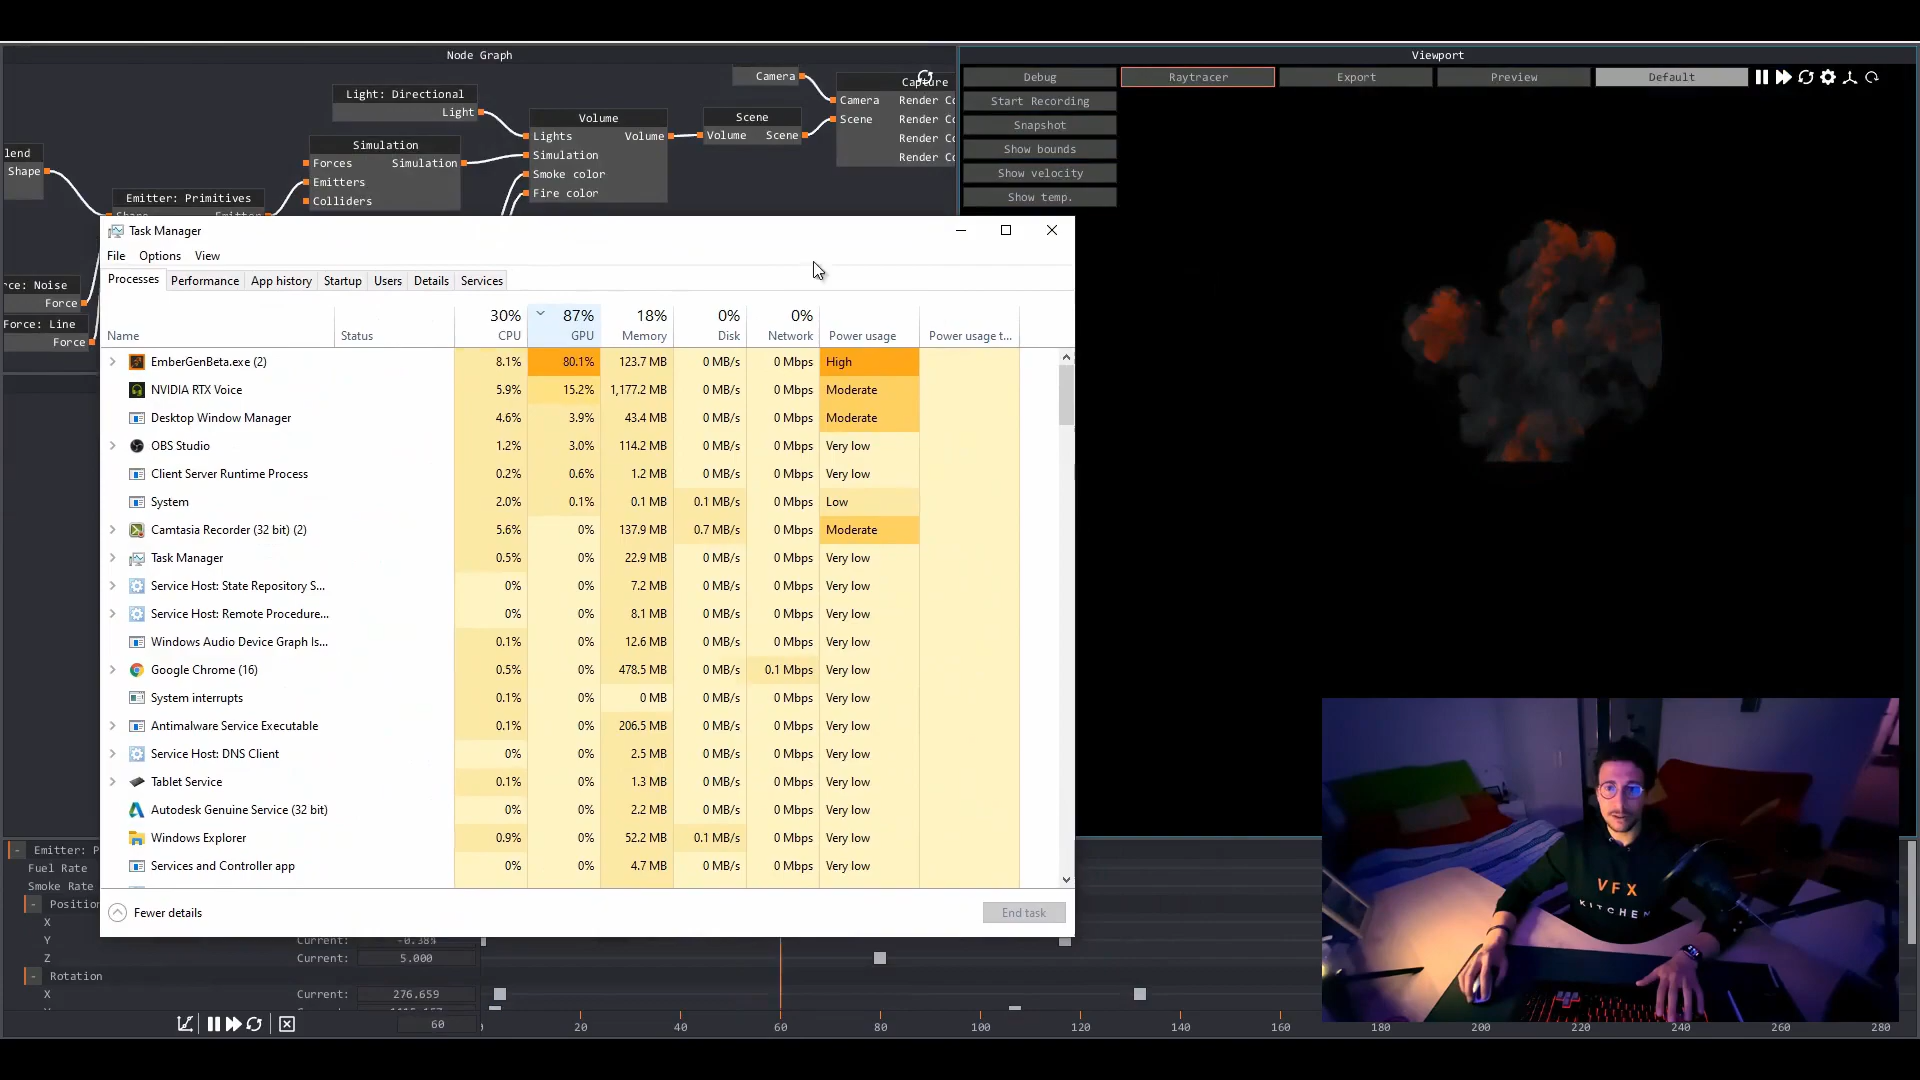 Node Graph
Viewport
Camera
Capture
Debug
Raytracer
Export
Preview
Default
Light: Directional
Light
Camera
Render Co
Start Recording
Volume
Scene
Scene
Render Co
Snapshot
Lights
Volume
Volume
Scene
Render Co
Simulation
Simulation
Render Co
Show bounds
lend
Forces
Simulation
Shape
Smoke color
Show velocity
Emitters
Fire color
Emitter: Primitives
Colliders
Show temp.
Task Manager
File Options View
Processes Performance App history Startup Users Details Services
30% 87% 18% 0% 0%
Name Status CPU GPU Memory Disk Network Power usage Power usage t...
EmberGenBeta.exe (2) 8.1% 80.1% 123.7 MB 0 MB/s 0 Mbps High
NVIDIA RTX Voice 5.9% 15.2% 1,177.2 MB 0 MB/s 0 Mbps Moderate
Desktop Window Manager 4.6% 3.9% 43.4 MB 0 MB/s 0 Mbps Moderate
OBS Studio 1.2% 3.0% 114.2 MB 0 MB/s 0 Mbps Very low
Client Server Runtime Process 0.2% 0.6% 1.2 MB 0 MB/s 0 Mbps Very low
System 2.0% 0.1% 0.1 MB 0.1 MB/s 0 Mbps Low
Camtasia Recorder (32 bit) (2) 5.6% 0% 137.9 MB 0.7 MB/s 0 Mbps Moderate
Task Manager 0.5% 0% 22.9 MB 0 MB/s 0 Mbps Very low
Service Host: State Repository S... 0% 0% 7.2 MB 0 MB/s 0 Mbps Very low
Service Host: Remote Procedure... 0% 0% 8.1 MB 0 MB/s 0 Mbps Very low
Windows Audio Device Graph Is... 0.1% 0% 12.6 MB 0 MB/s 0 Mbps Very low
Google Chrome (16) 0.5% 0% 478.5 MB 0 MB/s 0.1 Mbps Very low
System interrupts 0.1% 0% 0 MB 0 MB/s 0 Mbps Very low
Antimalware Service Executable 0.1% 0% 206.5 MB 0 MB/s 0 Mbps Very low
Service Host: DNS Client 0% 0% 2.5 MB 0 MB/s 0 Mbps Very low
Tablet Service 0.1% 0% 1.3 MB 0 MB/s 0 Mbps Very low
Autodesk Genuine Service (32 bit) 0% 0% 2.2 MB 0 MB/s 0 Mbps Very low
Windows Explorer 0.9% 0% 52.2 MB 0.1 MB/s 0 Mbps Very low
Services and Controller app 0% 0% 4.7 MB 0 MB/s 0 Mbps Very low
Fewer details
End task
rce: Noise
Force
Force: Line
Force
Emitter: P
Fuel Rate
Smoke Rate
Position
X
Y Current: -0.384
Z Current: 5.000
Rotation
X Current: 276.659
60
20 40 60 80 100 120 140 160 180 200 220 240 260 280
VFX
KITCHEN